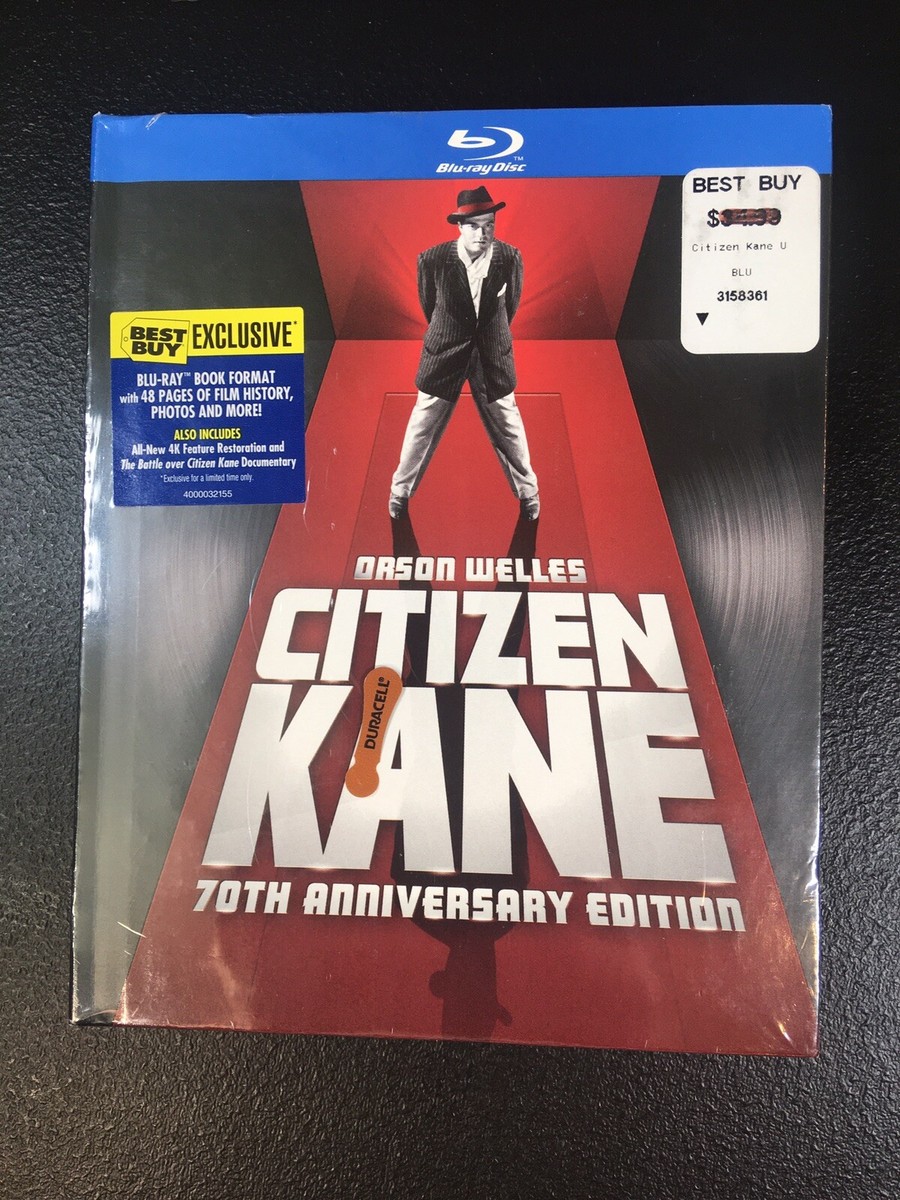 Blu-ray Disc™
BEST BUY
$
Citizen Kane U
BLU
3158361
BEST BUY EXCLUSIVE*
BLU-RAY™ BOOK FORMAT
with 48 PAGES OF FILM HISTORY,
PHOTOS AND MORE!
ALSO INCLUDES
All-New 4K Feature Restoration and
The Battle over Citizen Kane Documentary
*Exclusive for a limited time only.
4000032155
ORSON WELLES
CITIZEN
KANE
DURACELL®
70TH ANNIVERSARY EDITION